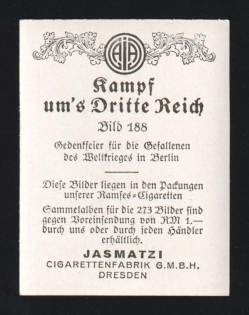 AJA
Kampf
um's Dritte Reich
Bild 188
Gedenkfeier für die Gefallenen
des Weltkrieges in Berlin
Diese Bilder liegen in den Packungen
unserer Ramses-Cigaretten
Sammelalben für die 273 Bilder sind
gegen Voreinsendung von RM 1.—
durch uns oder durch jeden Händler
erhältlich.
JASMATZI
CIGARETTENFABRIK G.M.B.H.
DRESDEN